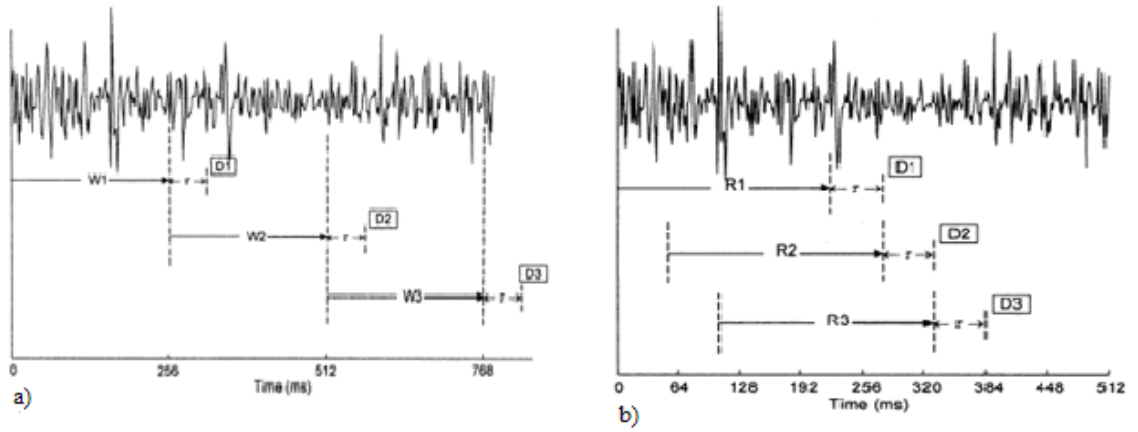 W1
τ
D1
W2
τ
D2
W3
τ
D3
256
512
768
Time (ms)
a)
R1
τ
D1
R2
τ
D2
R3
τ
D3
0
64
128
192
256
320
384
448
512
Time (ms)
b)